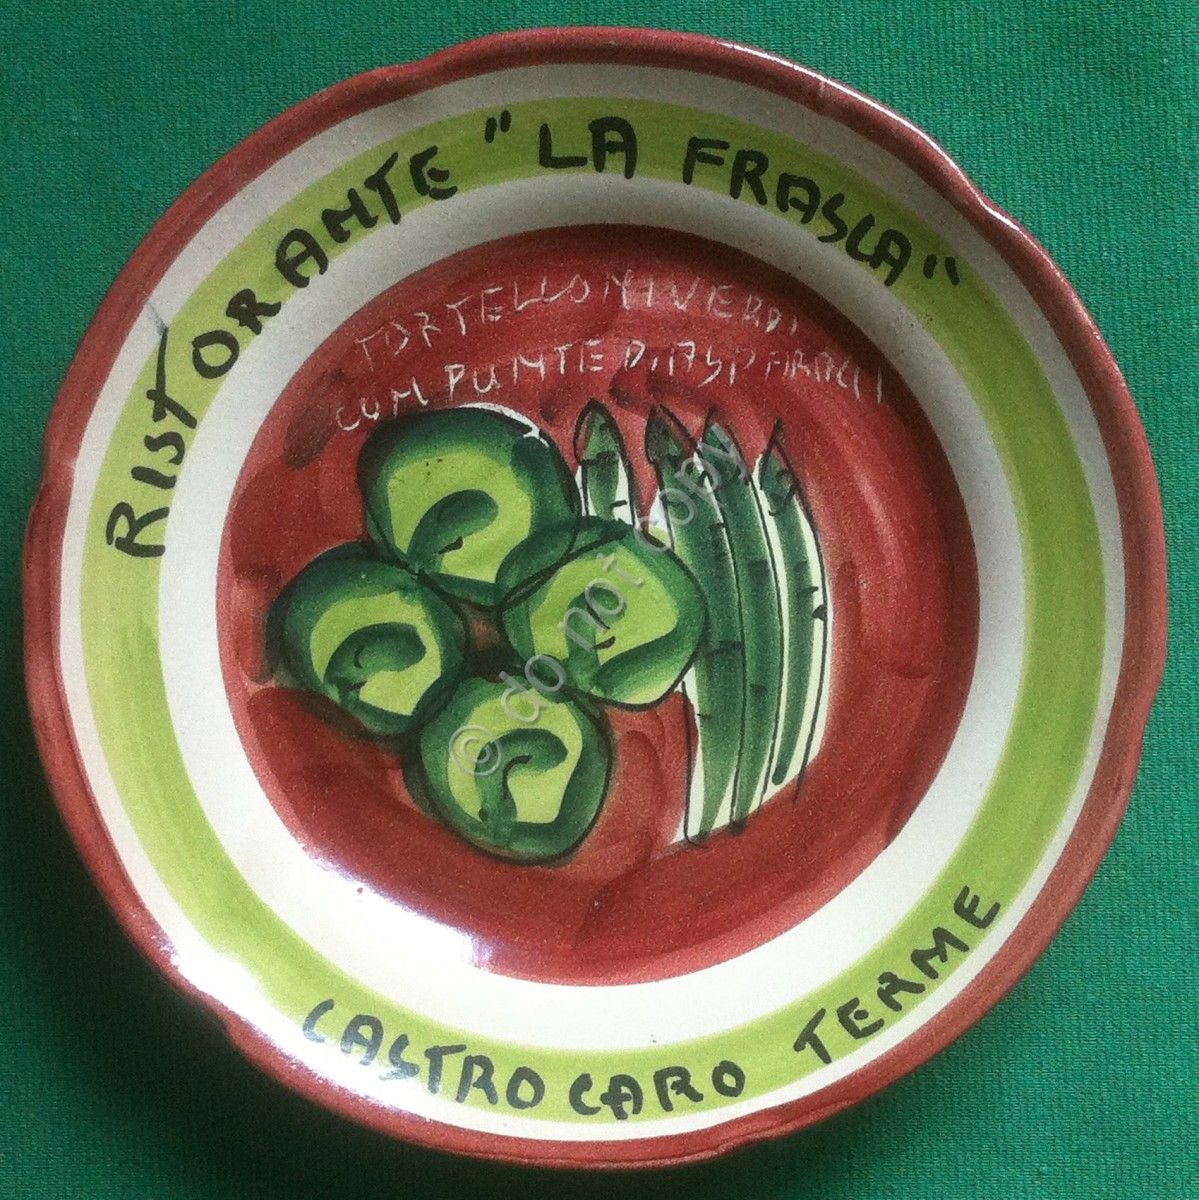 RISTORANTE "LA FRASCA"
TORTELLONI VERDI
CON PUNTE DI ASPARAGI
CASTROCARO TERME
© do not copy